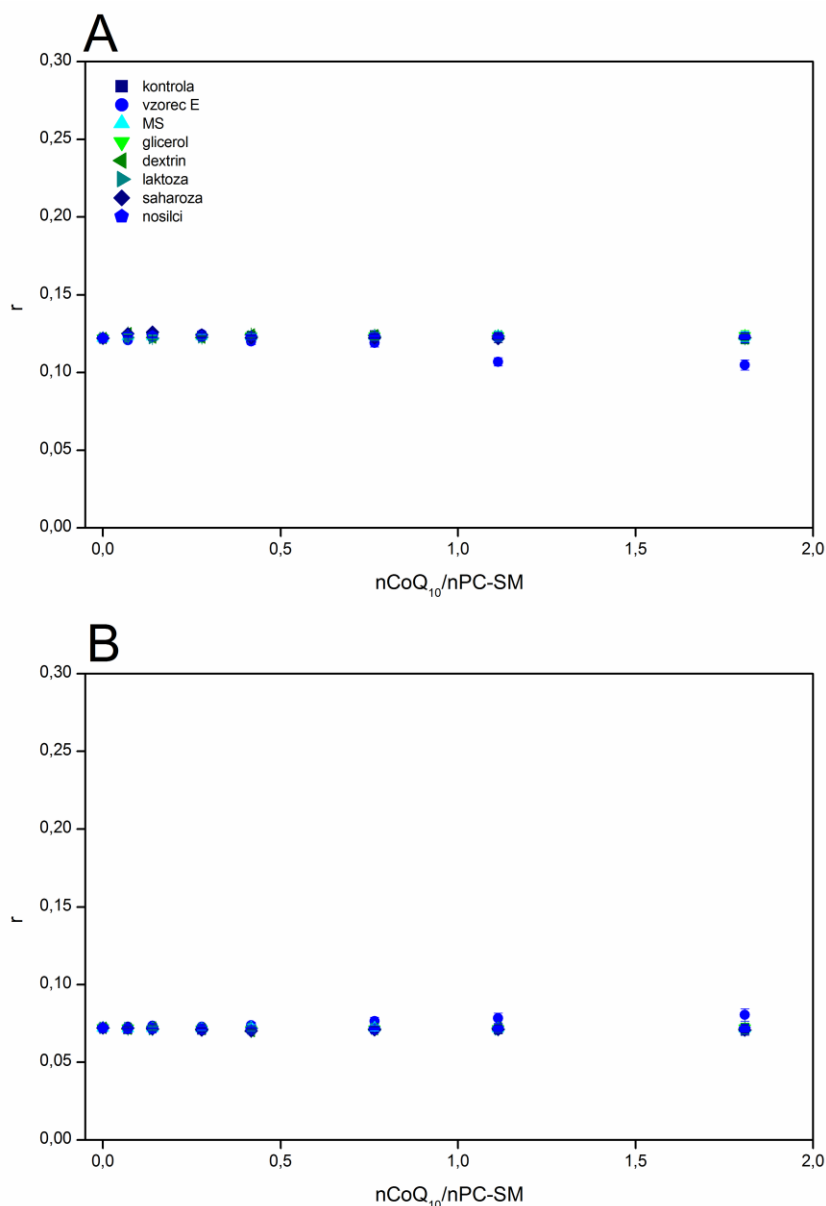 A
0,30
0,25
0,20
0,15
0,10
0,05
0,00
r
kontrola
vzorec E
MS
glicerol
dextrin
laktoza
saharoza
nosilci
0,0 0,5 1,0 1,5 2,0
nCoQ₁₀/nPC-SM
B
0,30
0,25
0,20
0,15
0,10
0,05
0,00
r
0,0 0,5 1,0 1,5 2,0
nCoQ₁₀/nPC-SM